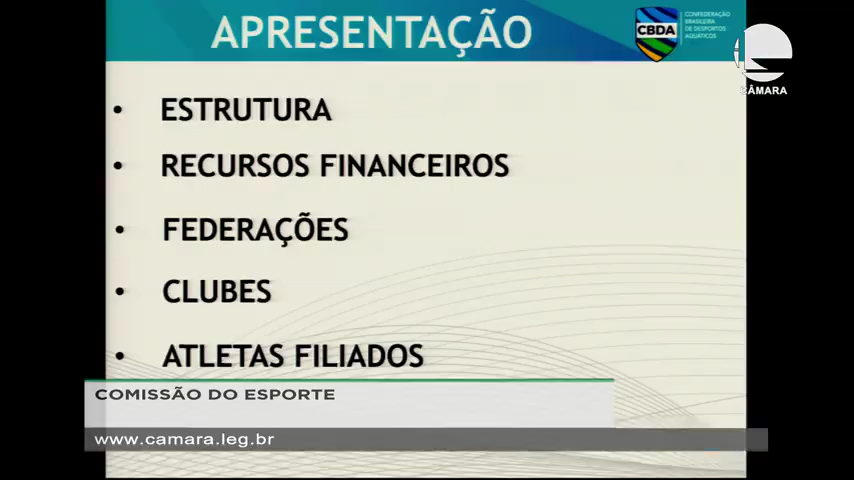 APRESENTAÇÃO
CBDA
CONFEDERAÇÃO
BRASILEIRA
DE DESPORTOS
AQUÁTICOS
CÂMARA
• ESTRUTURA
• RECURSOS FINANCEIROS
• FEDERAÇÕES
• CLUBES
• ATLETAS FILIADOS
COMISSÃO DO ESPORTE
www.camara.leg.br